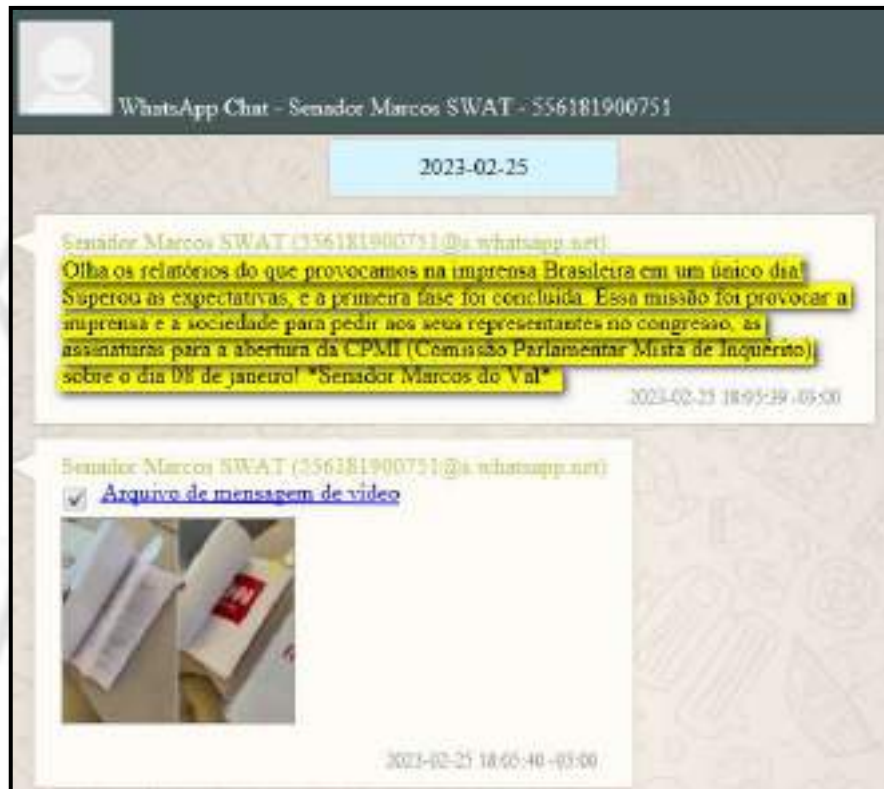 WhatsApp Chat - Senador Marcos SWAT - 556181900751
2023-02-25
Senador Marcos SWAT (556181900751@s.whatsapp.net)
Olha os relatórios do que provocamos na imprensa Brasileira em um único dia!
Superou as expectativas, e a primeira fase foi concluída. Essa missão foi provocar a
imprensa e a sociedade para pedir aos seus representantes no congresso, as
assinaturas para a abertura da CPMI (Comissão Parlamentar Mista de Inquérito),
sobre o dia 08 de janeiro! *Senador Marcos do Val*
2023-02-25 18:05:39 -03:00
Senador Marcos SWAT (556181900751@s.whatsapp.net)
Arquivo de mensagem de video
2023-02-25 18:05:40 -03:00